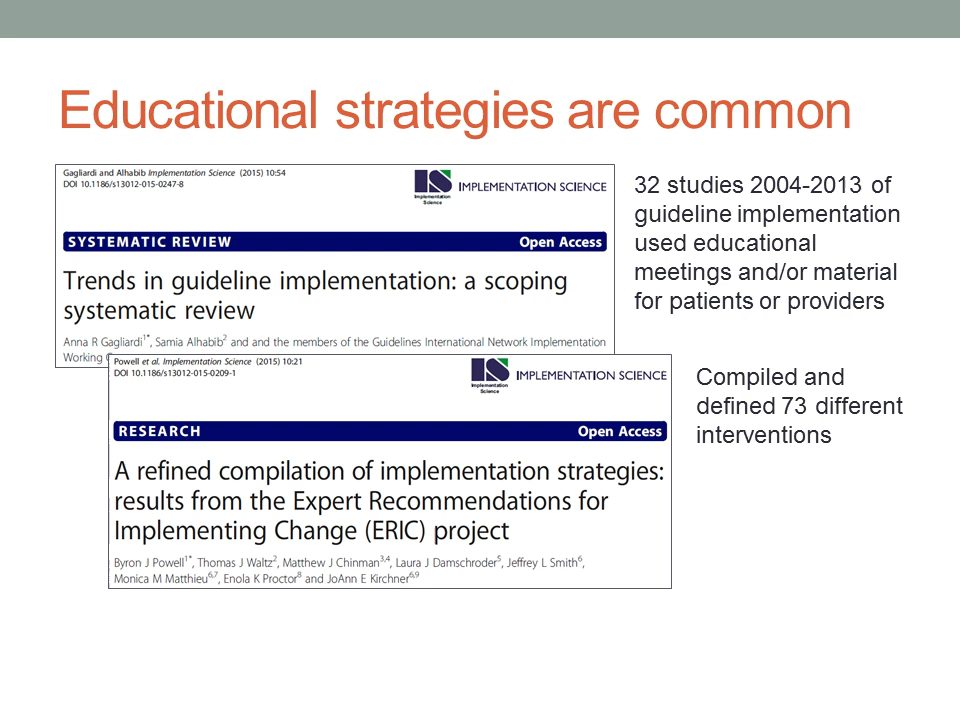 Educational strategies are common
Gagliardi and Alhabib Implementation Science (2015) 10:54
DOI 10.1186/s13012-015-0247-8
Implementation
Science
IMPLEMENTATION SCIENCE
SYSTEMATIC REVIEW
Open Access
Trends in guideline implementation: a scoping
systematic review
Anna R Gagliardi1*, Samia Alhabib2 and and the members of the Guidelines International Network Implementation
Working
32 studies 2004-2013 of
guideline implementation
used educational
meetings and/or material
for patients or providers
Powell et al. Implementation Science (2015) 10:21
DOI 10.1186/s13012-015-0209-1
Implementation
Science
IMPLEMENTATION SCIENCE
RESEARCH
Open Access
A refined compilation of implementation strategies:
results from the Expert Recommendations for
Implementing Change (ERIC) project
Byron J Powell1*, Thomas J Waltz2, Matthew J Chinman3,4, Laura J Damschroder5, Jeffrey L Smith6,
Monica M Matthieu6,7, Enola K Proctor8 and JoAnn E Kirchner6,9
Compiled and
defined 73 different
interventions